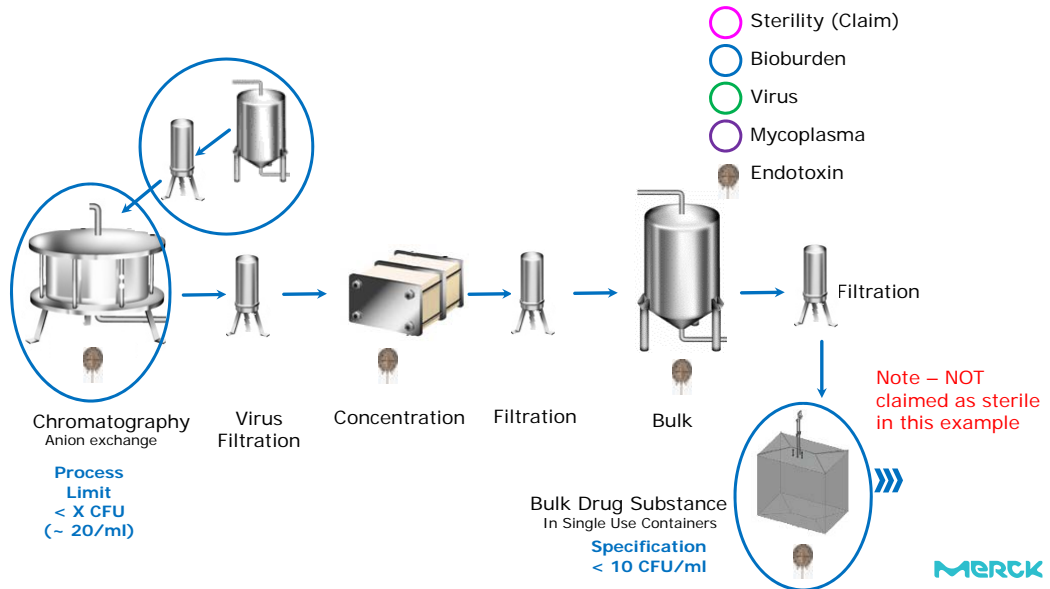 Sterility (Claim)
Bioburden
Virus
Mycoplasma
Endotoxin
Filtration
Chromatography
Anion exchange
Virus
Filtration
Concentration
Filtration
Bulk
Note – NOT
claimed as sterile
in this example
Process
Limit
< X CFU
(~ 20/ml)
Bulk Drug Substance
In Single Use Containers
Specification
< 10 CFU/ml
MERCK